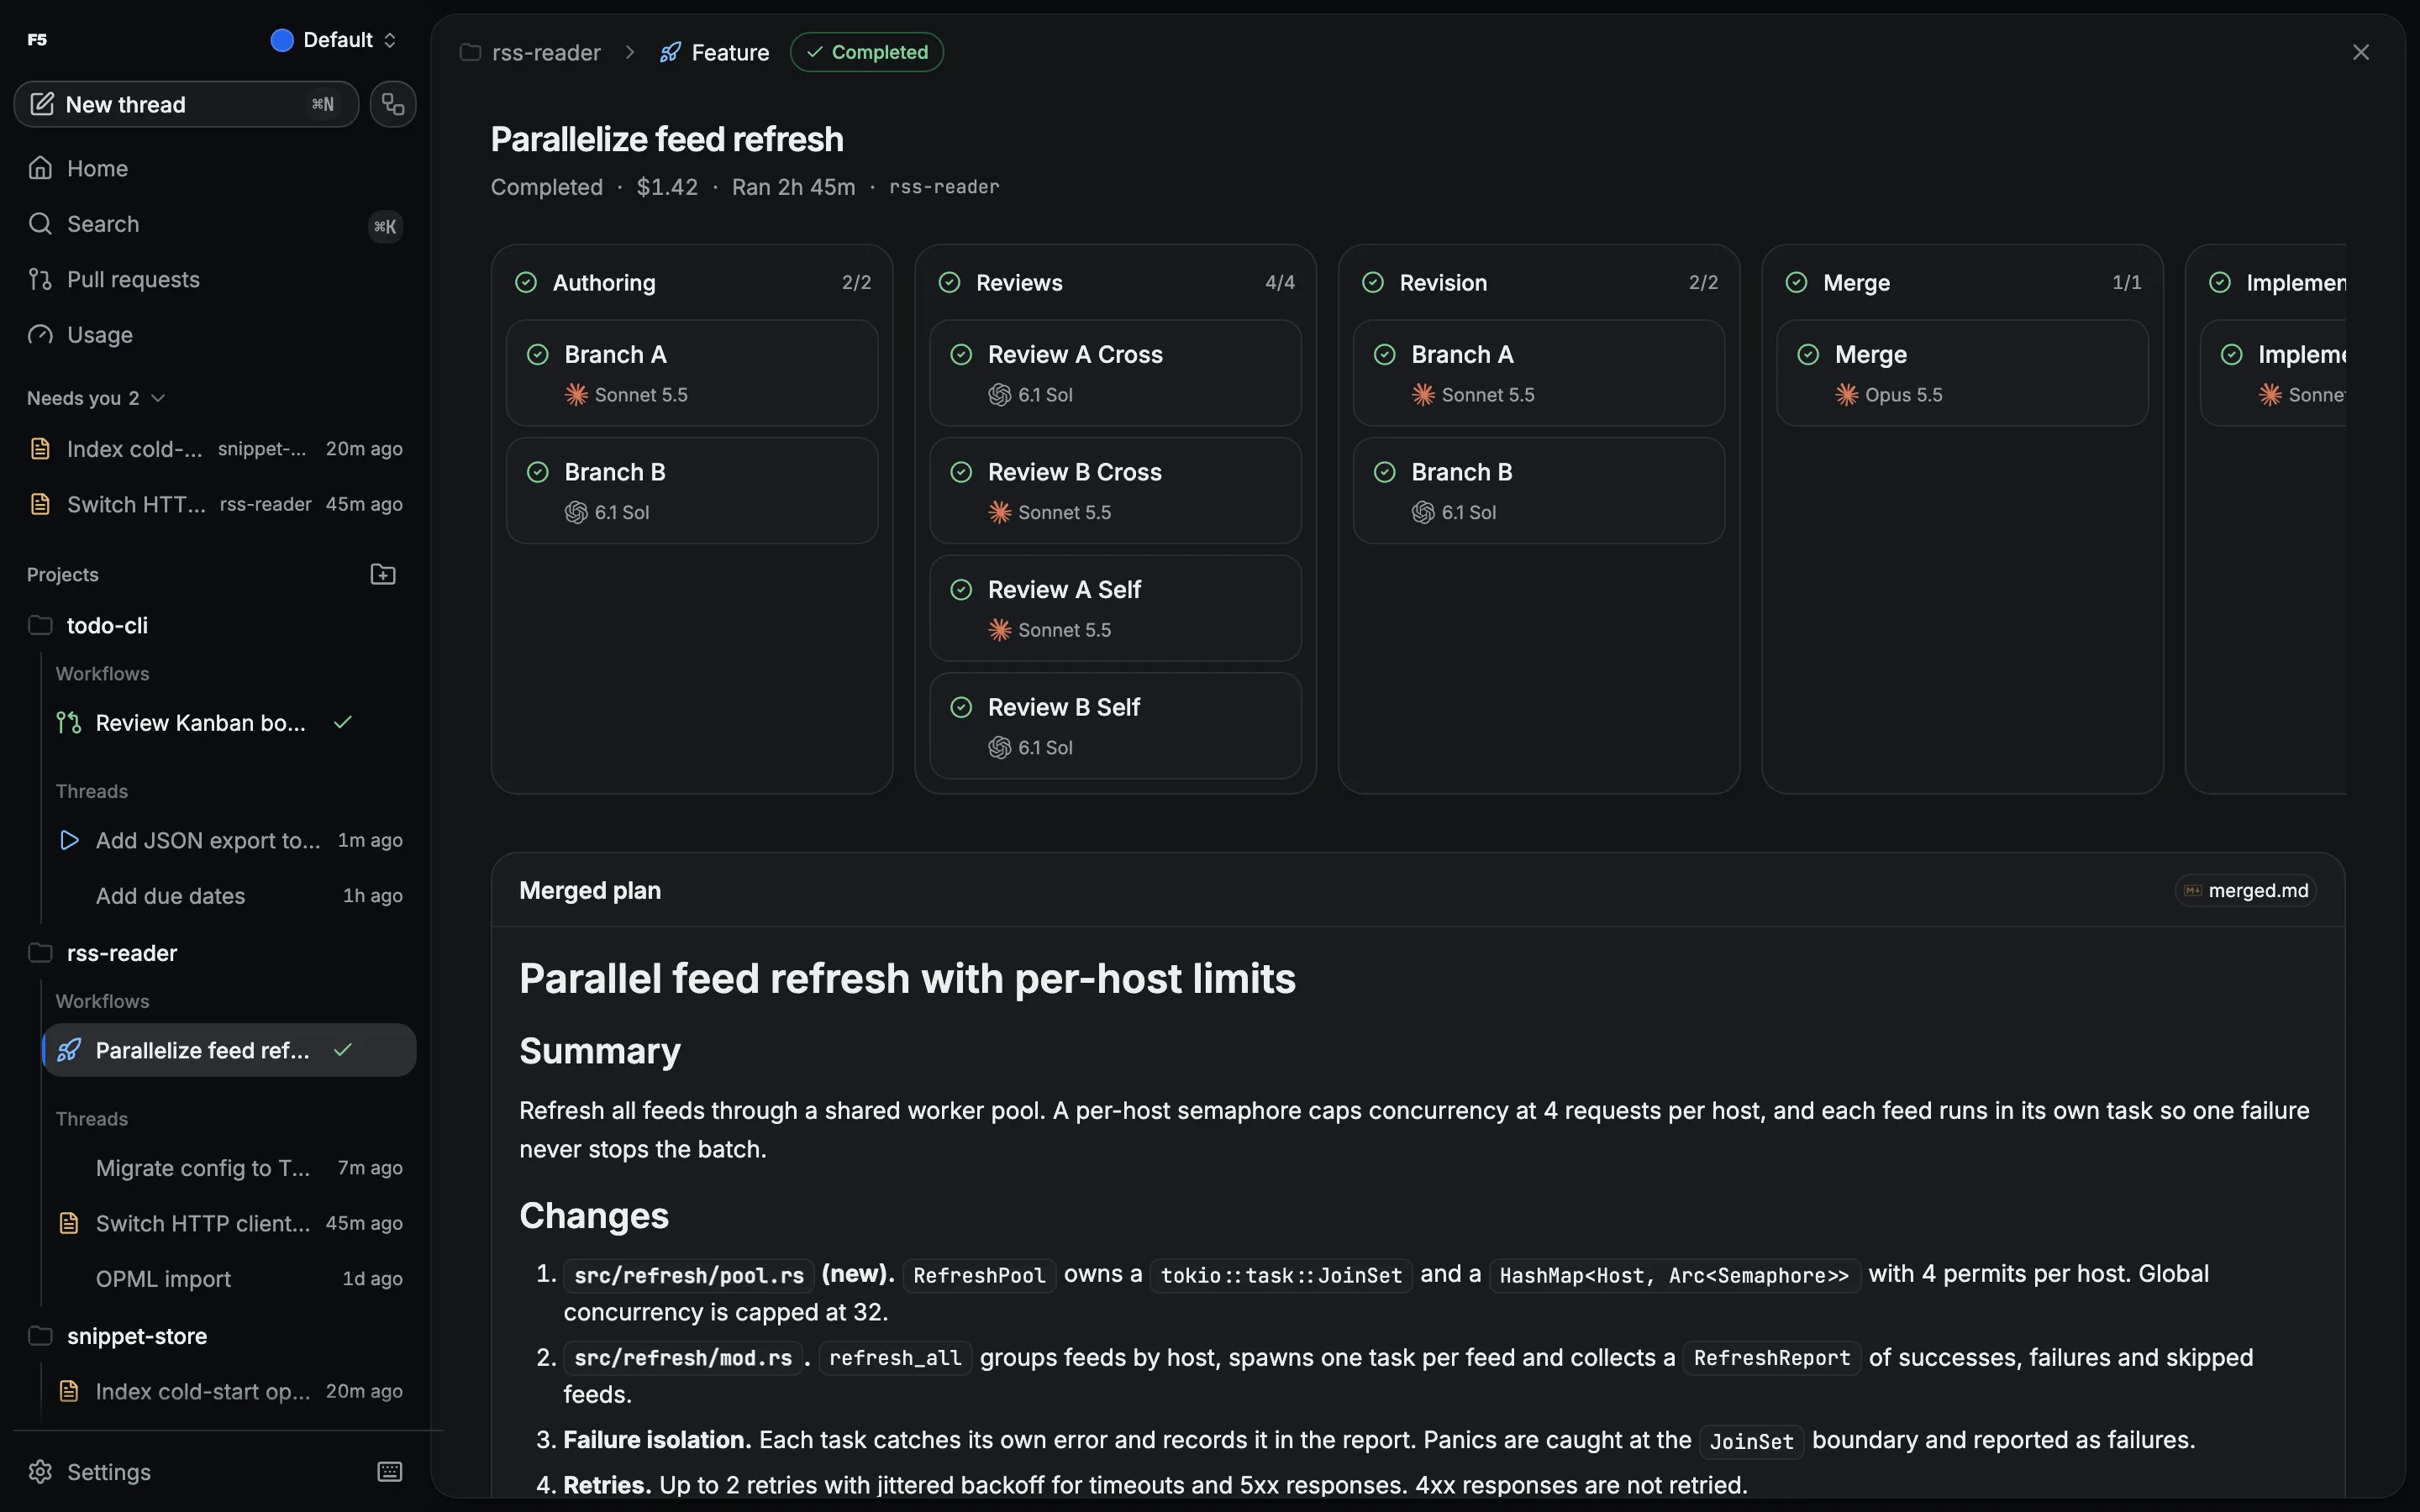 F5
Default
New thread
⌘N
Home
Search
⌘K
Pull requests
Usage
Needs you 2
Index cold-... snippet-... 20m ago
Switch HTT... rss-reader 45m ago
Projects
todo-cli
Workflows
Review Kanban bo...
Threads
Add JSON export to... 1m ago
Add due dates 1h ago
rss-reader
Workflows
Parallelize feed ref...
Threads
Migrate config to T... 7m ago
Switch HTTP client... 45m ago
OPML import 1d ago
snippet-store
Index cold-start op... 20m ago
Settings
rss-reader > Feature Completed
Parallelize feed refresh
Completed · $1.42 · Ran 2h 45m · rss-reader
Authoring 2/2
Branch A
Sonnet 5.5
Branch B
6.1 Sol
Reviews 4/4
Review A Cross
6.1 Sol
Review B Cross
Sonnet 5.5
Review A Self
Sonnet 5.5
Review B Self
6.1 Sol
Revision 2/2
Branch A
Sonnet 5.5
Branch B
6.1 Sol
Merge 1/1
Merge
Opus 5.5
Implemen
Impleme
Sonne
Merged plan
M↓ merged.md
Parallel feed refresh with per-host limits
Summary
Refresh all feeds through a shared worker pool. A per-host semaphore caps concurrency at 4 requests per host, and each feed runs in its own task so one failure
never stops the batch.
Changes
1. src/refresh/pool.rs (new). RefreshPool owns a tokio::task::JoinSet and a HashMap<Host, Arc<Semaphore>> with 4 permits per host. Global
concurrency is capped at 32.
2. src/refresh/mod.rs. refresh_all groups feeds by host, spawns one task per feed and collects a RefreshReport of successes, failures and skipped
feeds.
3. Failure isolation. Each task catches its own error and records it in the report. Panics are caught at the JoinSet boundary and reported as failures.
4. Retries. Up to 2 retries with jittered backoff for timeouts and 5xx responses. 4xx responses are not retried.